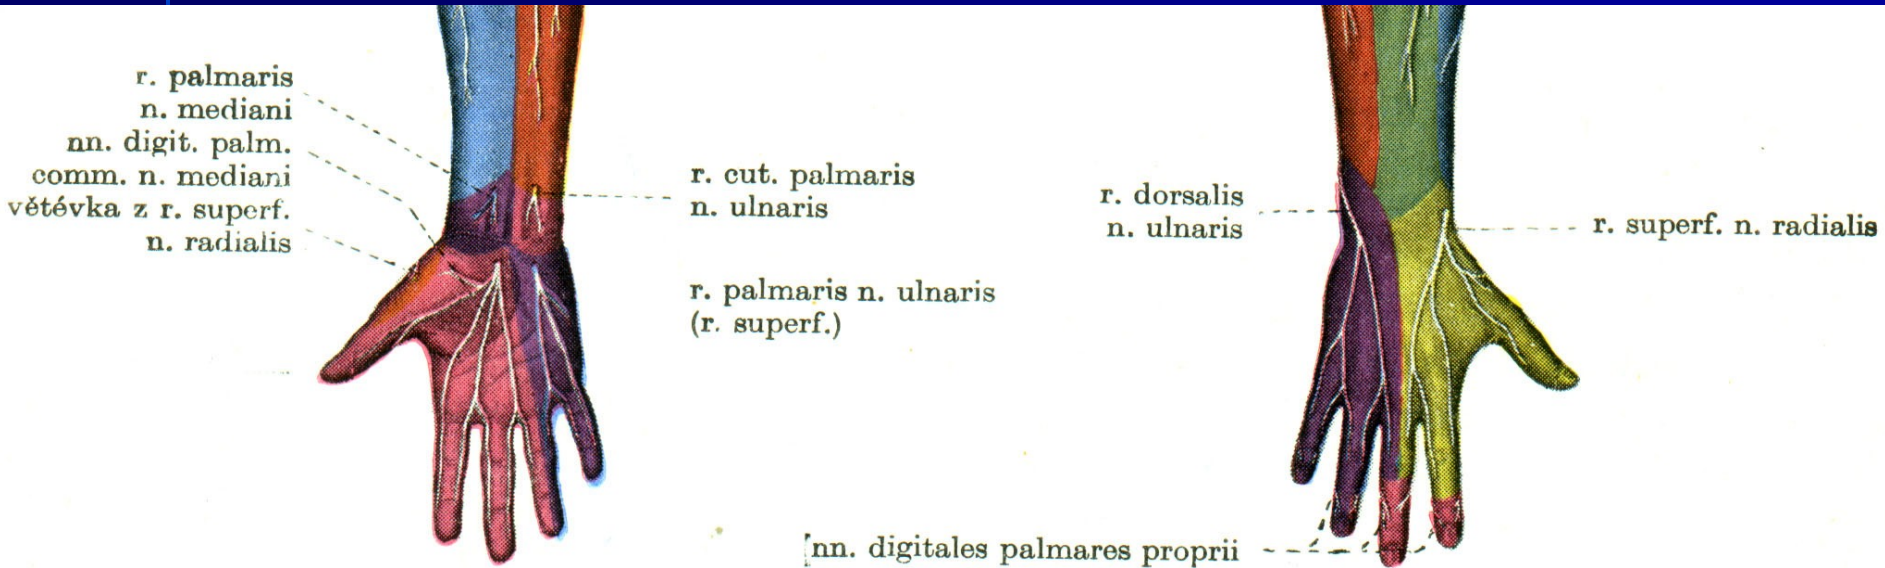 r. palmaris
n. mediani
nn. digit. palm.
comm. n. mediani
větévka z r. superf.
n. radialis
r. cut. palmaris
n. ulnaris
r. palmaris n. ulnaris
(r. superf.)
r. dorsalis
n. ulnaris
r. superf. n. radialis
nn. digitales palmares proprii